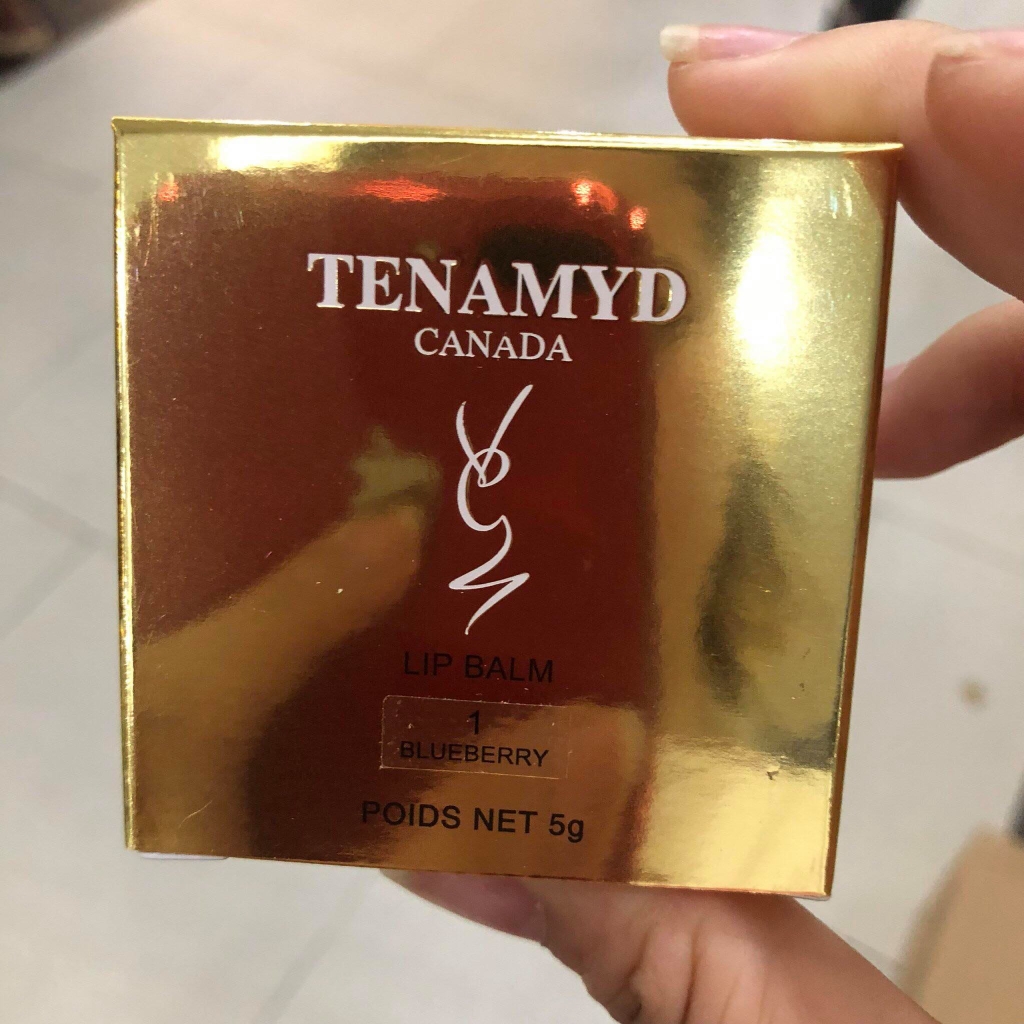 TENAMYD
CANADA
LIP BALM
1
BLUEBERRY
POIDS NET 5g